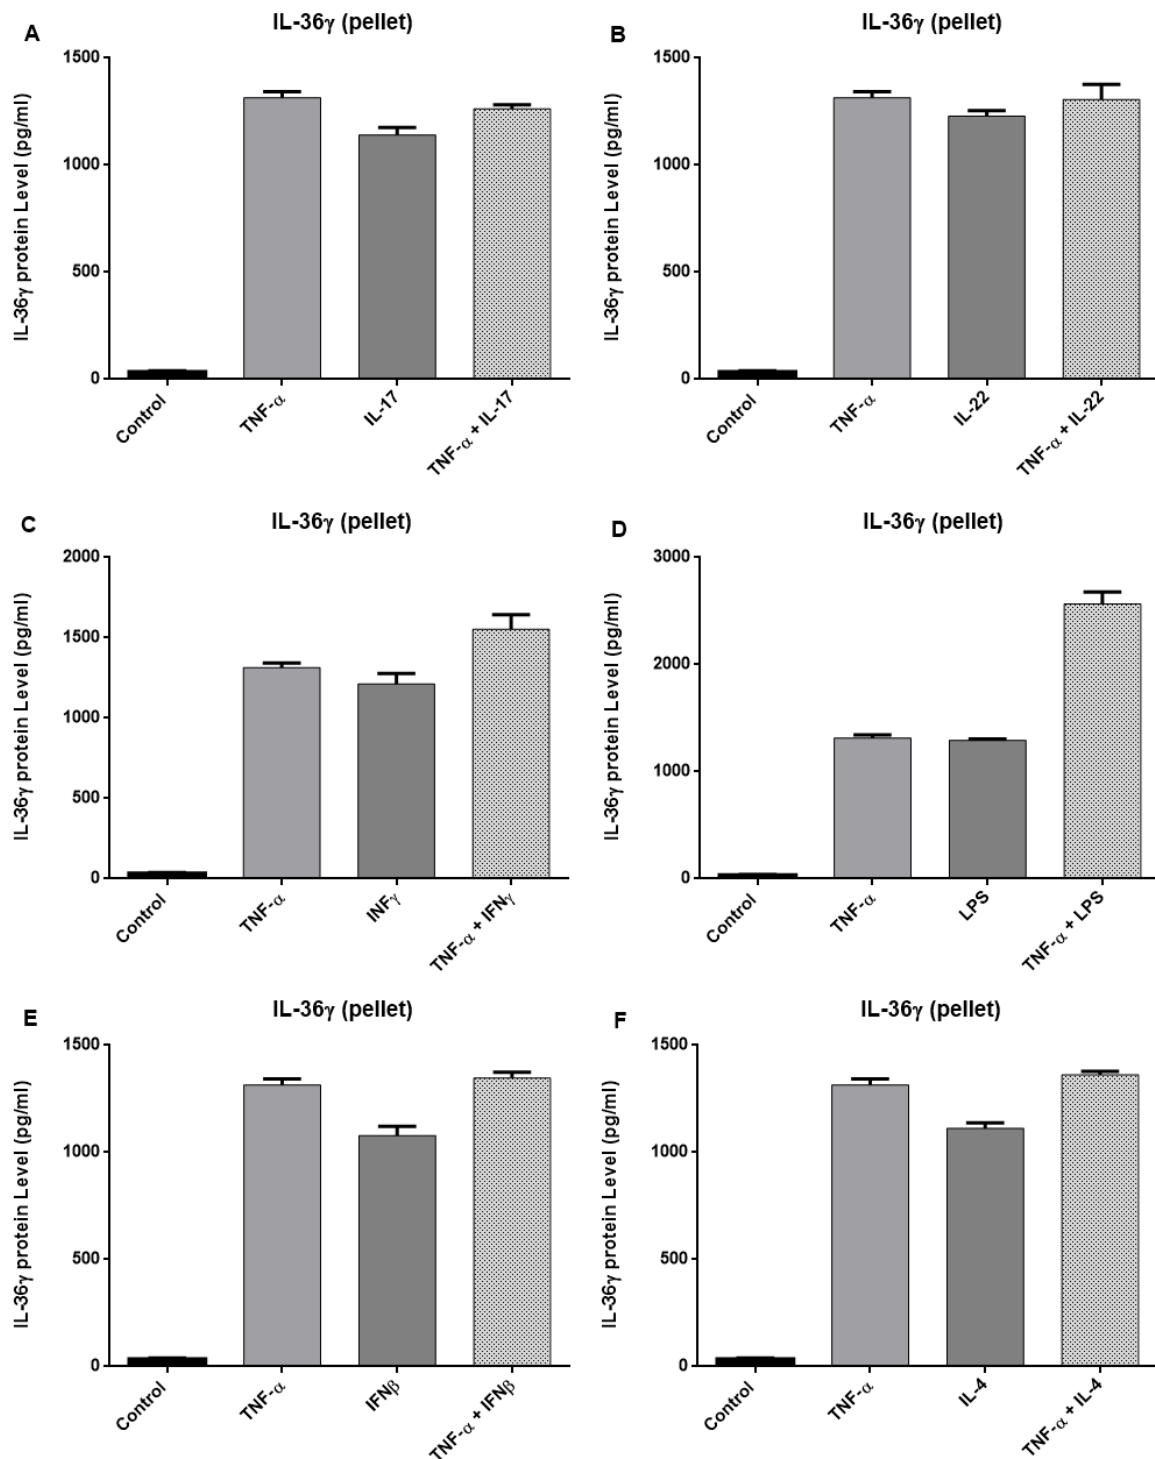 A
IL-36γ (pellet)
IL-36γ protein Level (pg/ml)
1500
1000
500
0
Control
TNF-α
IL-17
TNF-α + IL-17
B
IL-36γ (pellet)
IL-36γ protein Level (pg/ml)
1500
1000
500
0
Control
TNF-α
IL-22
TNF-α + IL-22
C
IL-36γ (pellet)
IL-36γ protein Level (pg/ml)
2000
1500
1000
500
0
Control
TNF-α
INFγ
TNF-α + IFNγ
D
IL-36γ (pellet)
IL-36γ protein Level (pg/ml)
3000
2000
1000
0
Control
TNF-α
LPS
TNF-α + LPS
E
IL-36γ (pellet)
IL-36γ protein Level (pg/ml)
1500
1000
500
0
Control
TNF-α
IFNβ
TNF-α + IFNβ
F
IL-36γ (pellet)
IL-36γ protein Level (pg/ml)
1500
1000
500
0
Control
TNF-α
IL-4
TNF-α + IL-4